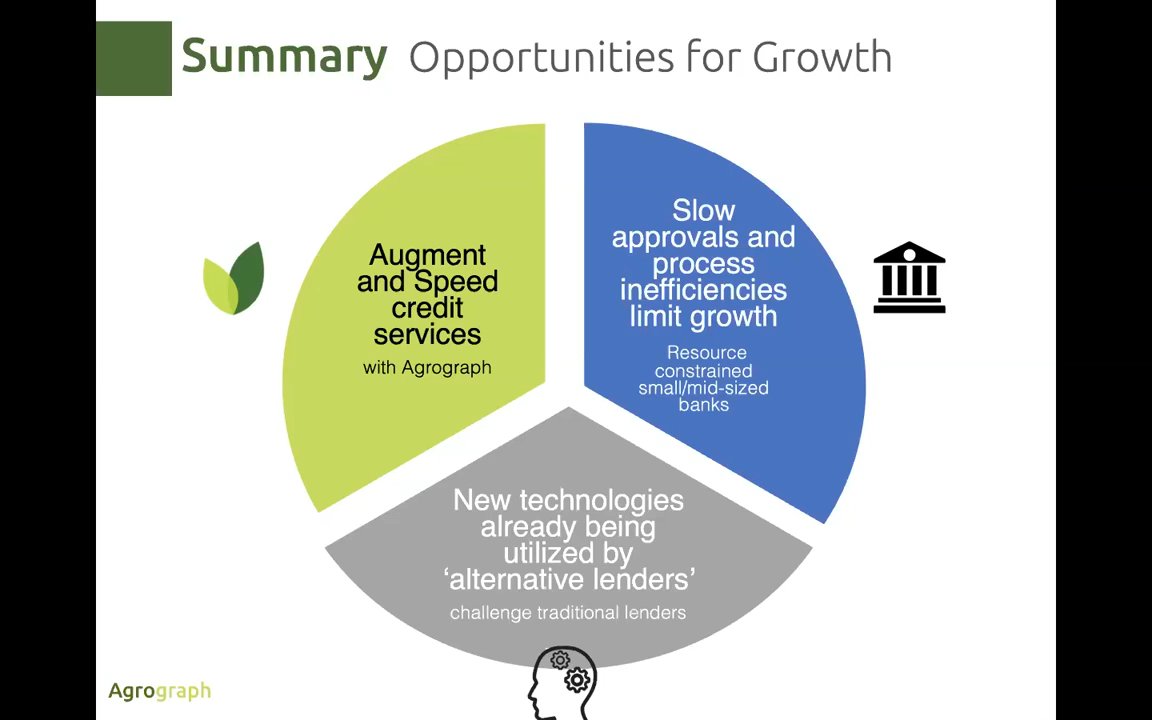 Summary Opportunities for Growth
Augment
and Speed
credit
services
with Agrograph
Slow
approvals and
process
inefficiencies
limit growth
Resource
constrained
small/mid-sized
banks
New technologies
already being
utilized by
‘alternative lenders’
challenge traditional lenders
Agrograph